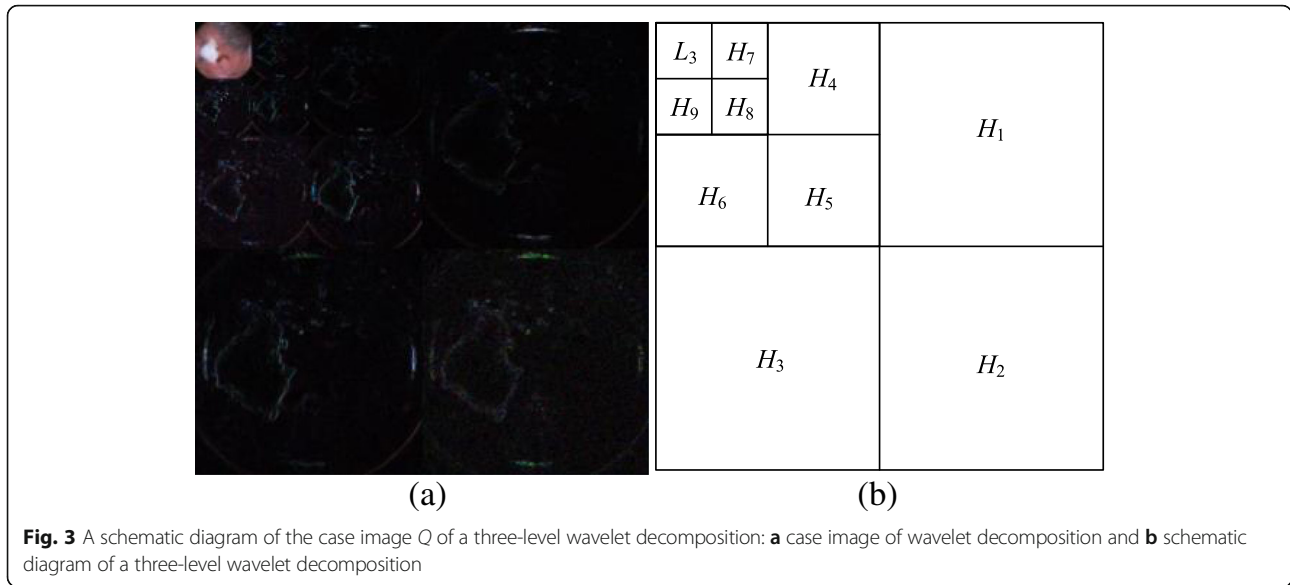 L3 H7 H4 H1
H9 H8
H6 H5
H3 H2
(a) (b)
Fig. 3 A schematic diagram of the case image Q of a three-level wavelet decomposition: a case image of wavelet decomposition and b schematic
diagram of a three-level wavelet decomposition